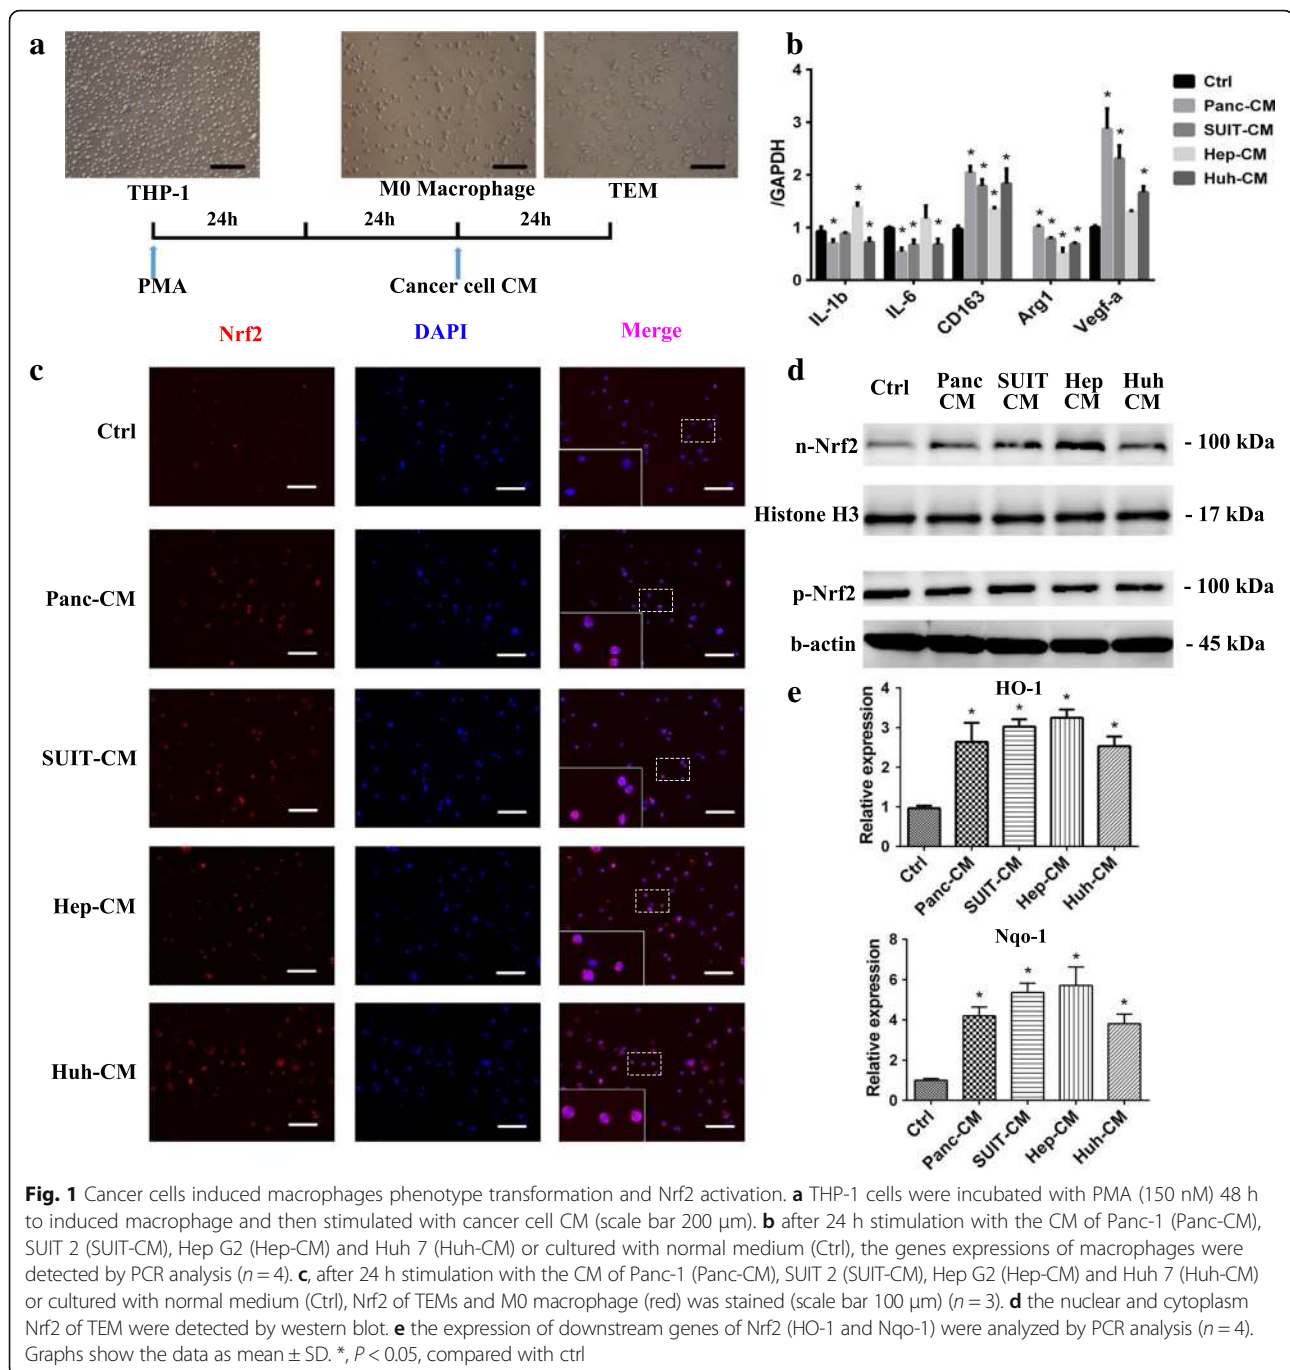 a
THP-1
M0 Macrophage
TEM
24h
24h
24h
PMA
Cancer cell CM
b
/GAPDH
4
3
2
1
0
* * *
* * *
* * * *
* * * *
* * *
IL-1b
IL-6
CD163
Arg1
Vegf-a
Ctrl
Panc-CM
SUIT-CM
Hep-CM
Huh-CM
c
Nrf2
DAPI
Merge
Ctrl
Panc-CM
SUIT-CM
Hep-CM
Huh-CM
d
Ctrl
Panc CM
SUIT CM
Hep CM
Huh CM
n-Nrf2
- 100 kDa
Histone H3
- 17 kDa
p-Nrf2
- 100 kDa
b-actin
- 45 kDa
e
HO-1
Relative expression
4
3
2
1
0
* * * *
Ctrl
Panc-CM
SUIT-CM
Hep-CM
Huh-CM
Nqo-1
Relative expression
8
6
4
2
0
* * * *
Ctrl
Panc-CM
SUIT-CM
Hep-CM
Huh-CM
Fig. 1 Cancer cells induced macrophages phenotype transformation and Nrf2 activation. a THP-1 cells were incubated with PMA (150 nM) 48 h
to induced macrophage and then stimulated with cancer cell CM (scale bar 200 μm). b after 24 h stimulation with the CM of Panc-1 (Panc-CM),
SUIT 2 (SUIT-CM), Hep G2 (Hep-CM) and Huh 7 (Huh-CM) or cultured with normal medium (Ctrl), the genes expressions of macrophages were
detected by PCR analysis (n = 4). c, after 24 h stimulation with the CM of Panc-1 (Panc-CM), SUIT 2 (SUIT-CM), Hep G2 (Hep-CM) and Huh 7 (Huh-CM)
or cultured with normal medium (Ctrl), Nrf2 of TEMs and M0 macrophage (red) was stained (scale bar 100 μm) (n = 3). d the nuclear and cytoplasm
Nrf2 of TEM were detected by western blot. e the expression of downstream genes of Nrf2 (HO-1 and Nqo-1) were analyzed by PCR analysis (n = 4).
Graphs show the data as mean ± SD. *, P < 0.05, compared with ctrl